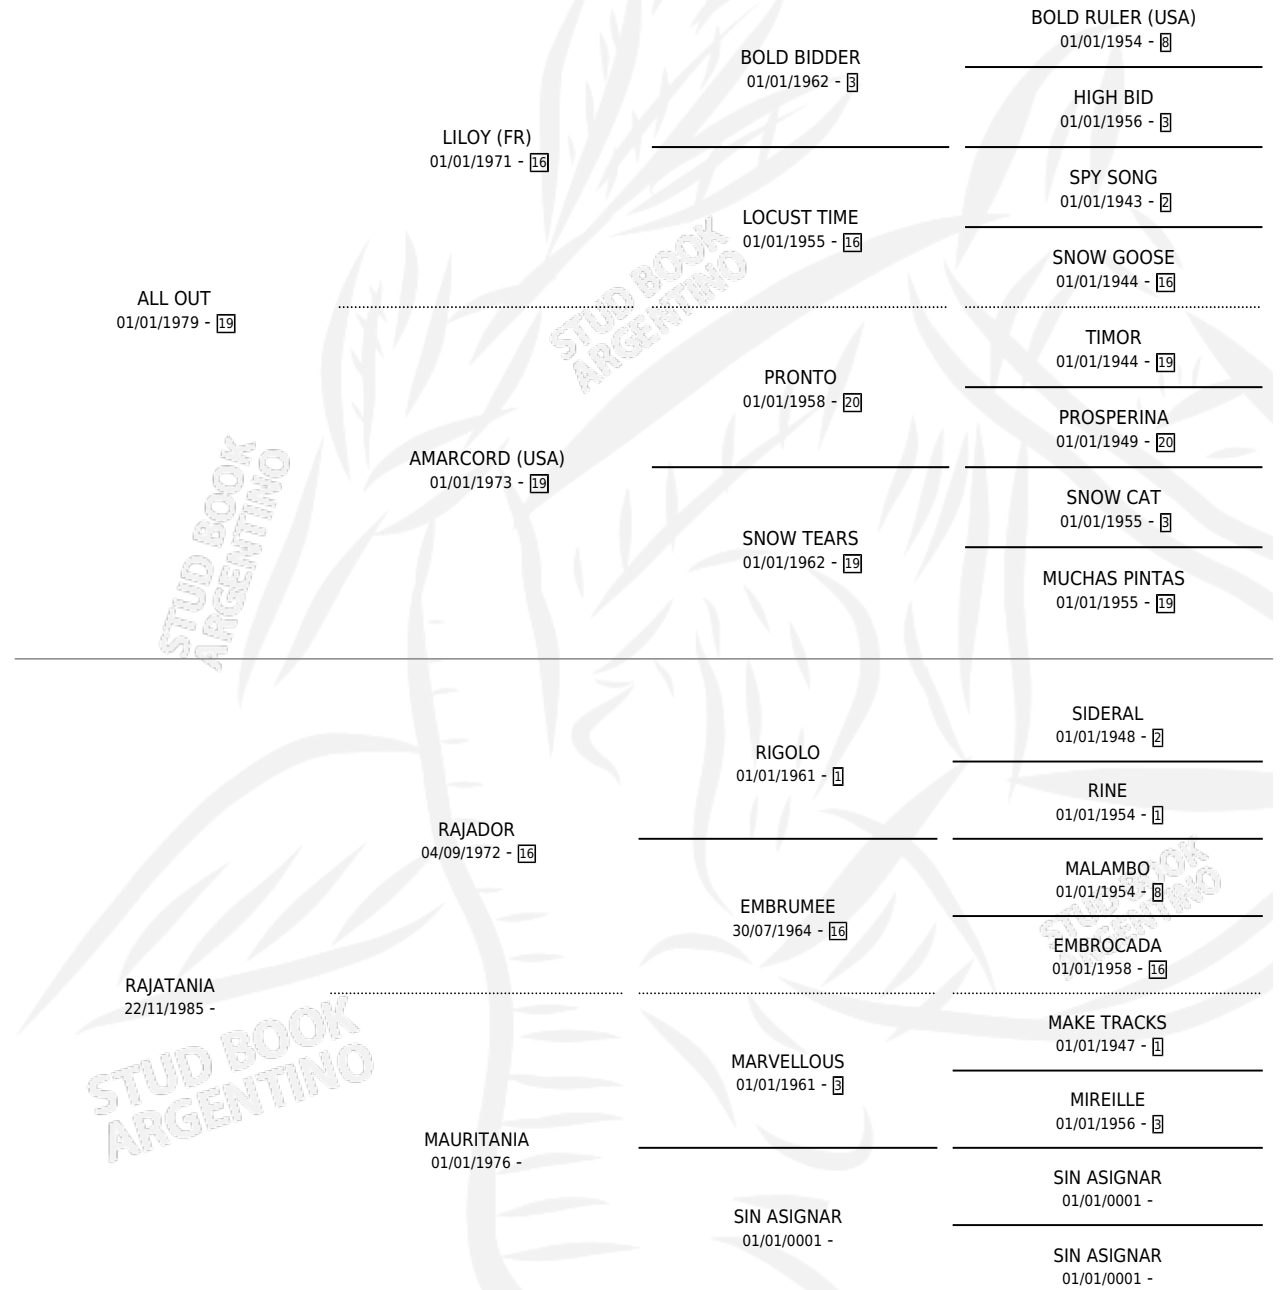 BOLD RULER (USA)
01/01/1954 - 8
BOLD BIDDER
01/01/1962 - 3
HIGH BID
01/01/1956 - 3
LILOY (FR)
01/01/1971 - 16
SPY SONG
01/01/1943 - 2
LOCUST TIME
01/01/1955 - 16
SNOW GOOSE
01/01/1944 - 16
ALL OUT
01/01/1979 - 19
STUD BOOK
ARGENTINO
TIMOR
01/01/1944 - 19
PRONTO
01/01/1958 - 20
PROSPERINA
01/01/1949 - 20
AMARCORD (USA)
01/01/1973 - 19
SNOW CAT
01/01/1955 - 3
SNOW TEARS
01/01/1962 - 19
MUCHAS PINTAS
01/01/1955 - 19
STUD BOOK
ARGENTINO
SIDERAL
01/01/1948 - 2
RIGOLO
01/01/1961 - 1
RINE
01/01/1954 - 1
RAJADOR
04/09/1972 - 16
MALAMBO
01/01/1954 - 8
EMBRUMEE
30/07/1964 - 16
STUD BOOK
ARGENTINO
EMBROCADA
01/01/1958 - 16
RAJATANIA
22/11/1985 -
STUD BOOK
ARGENTINO
MAKE TRACKS
01/01/1947 - 1
MARVELLOUS
01/01/1961 - 3
MIREILLE
01/01/1956 - 3
MAURITANIA
01/01/1976 -
SIN ASIGNAR
01/01/0001 -
SIN ASIGNAR
01/01/0001 -
SIN ASIGNAR
01/01/0001 -